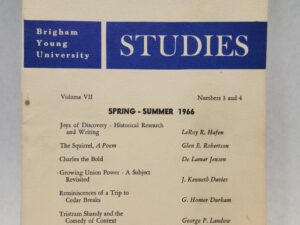 Brigham
Young
University
STUDIES
Volume VII Numbers 3 and 4
SPRING - SUMMER 1966
Joys of Discovery - Historical Research
and Writing LeRoy R. Hafen
The Squirrel, A Poem Glen E. Robertson
Charles the Bold De Lamar Jensen
Growing Union Power - A Subject
Revisited J. Kenneth Davies
Reminiscences of a Trip to
Cedar Breaks G. Homer Durham
Tristram Shandy and the
Comedy of Context George P. Landow